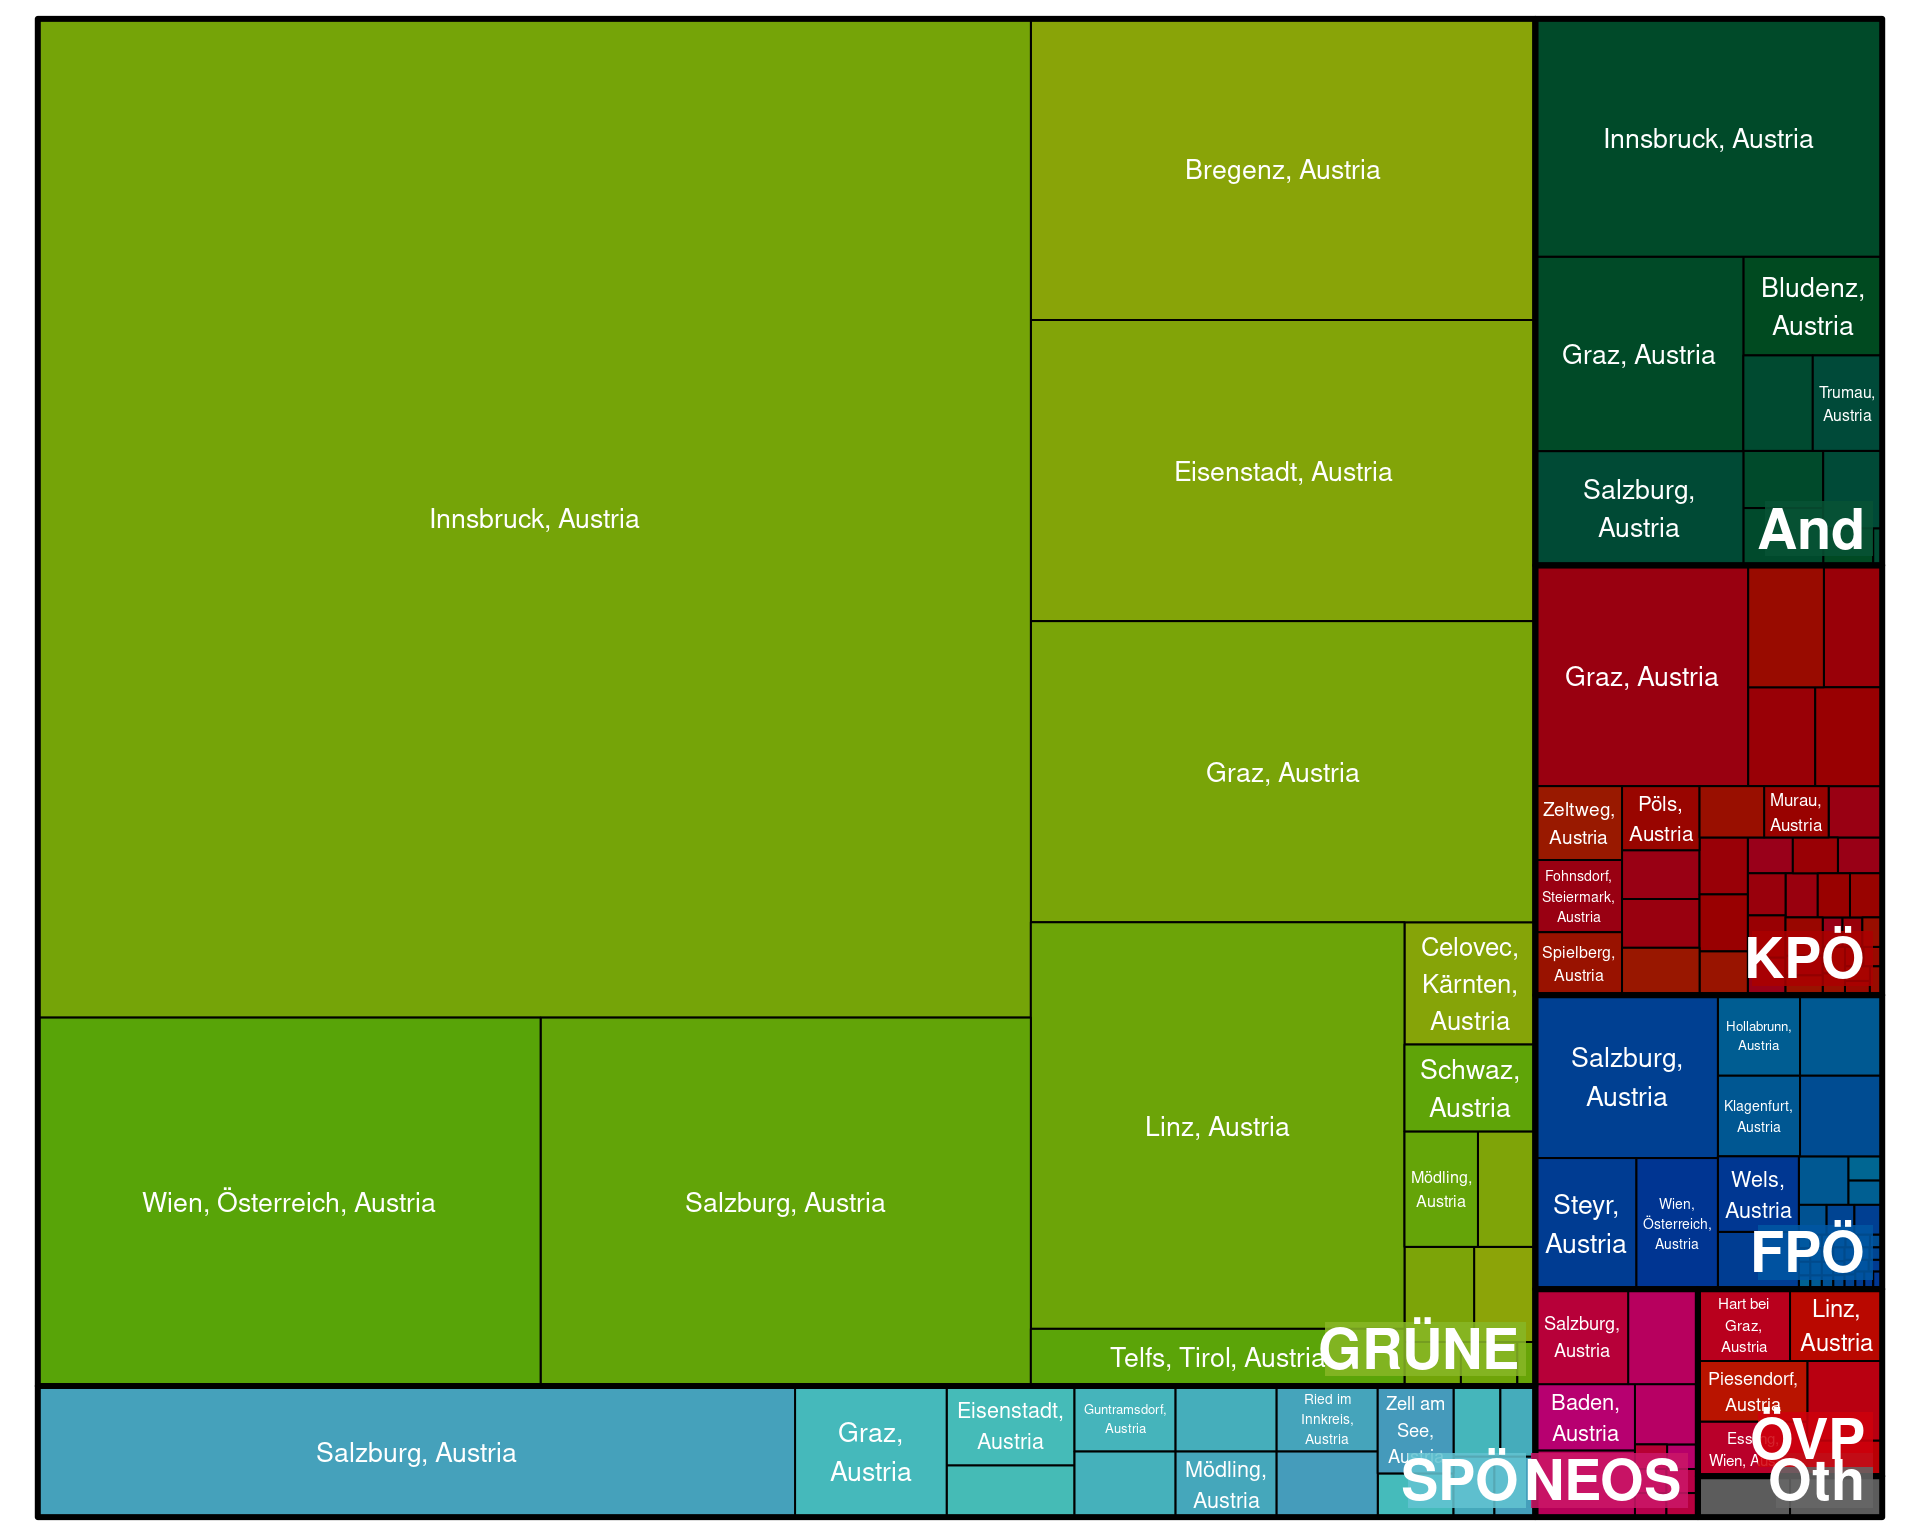 Innsbruck, Austria
Bregenz, Austria
Eisenstadt, Austria
Graz, Austria
Wien, Österreich, Austria
Salzburg, Austria
Linz, Austria
Celovec,
Kärnten,
Austria
Schwaz,
Austria
Mödling,
Austria
Telfs, Tirol, Austria
GRÜNE
Innsbruck, Austria
Graz, Austria
Bludenz,
Austria
Trumau,
Austria
Salzburg,
Austria
And
Graz, Austria
Zeltweg,
Austria
Pöls,
Austria
Murau,
Austria
Fohnsdorf,
Steiermark,
Austria
Spielberg,
Austria
KPÖ
Salzburg,
Austria
Hollabrunn,
Austria
Klagenfurt,
Austria
Steyr,
Austria
Wien,
Österreich,
Austria
Wels,
Austria
FPÖ
Salzburg, Austria
Graz,
Austria
Eisenstadt,
Austria
Guntramsdorf,
Austria
Mödling,
Austria
Ried im
Innkreis,
Austria
Zell am
See,
Austria
SPÖ
Salzburg,
Austria
Baden,
Austria
NEOS
Hart bei
Graz,
Austria
Linz,
Austria
Piesendorf,
Austria
Wien,
ÖVP
Oth